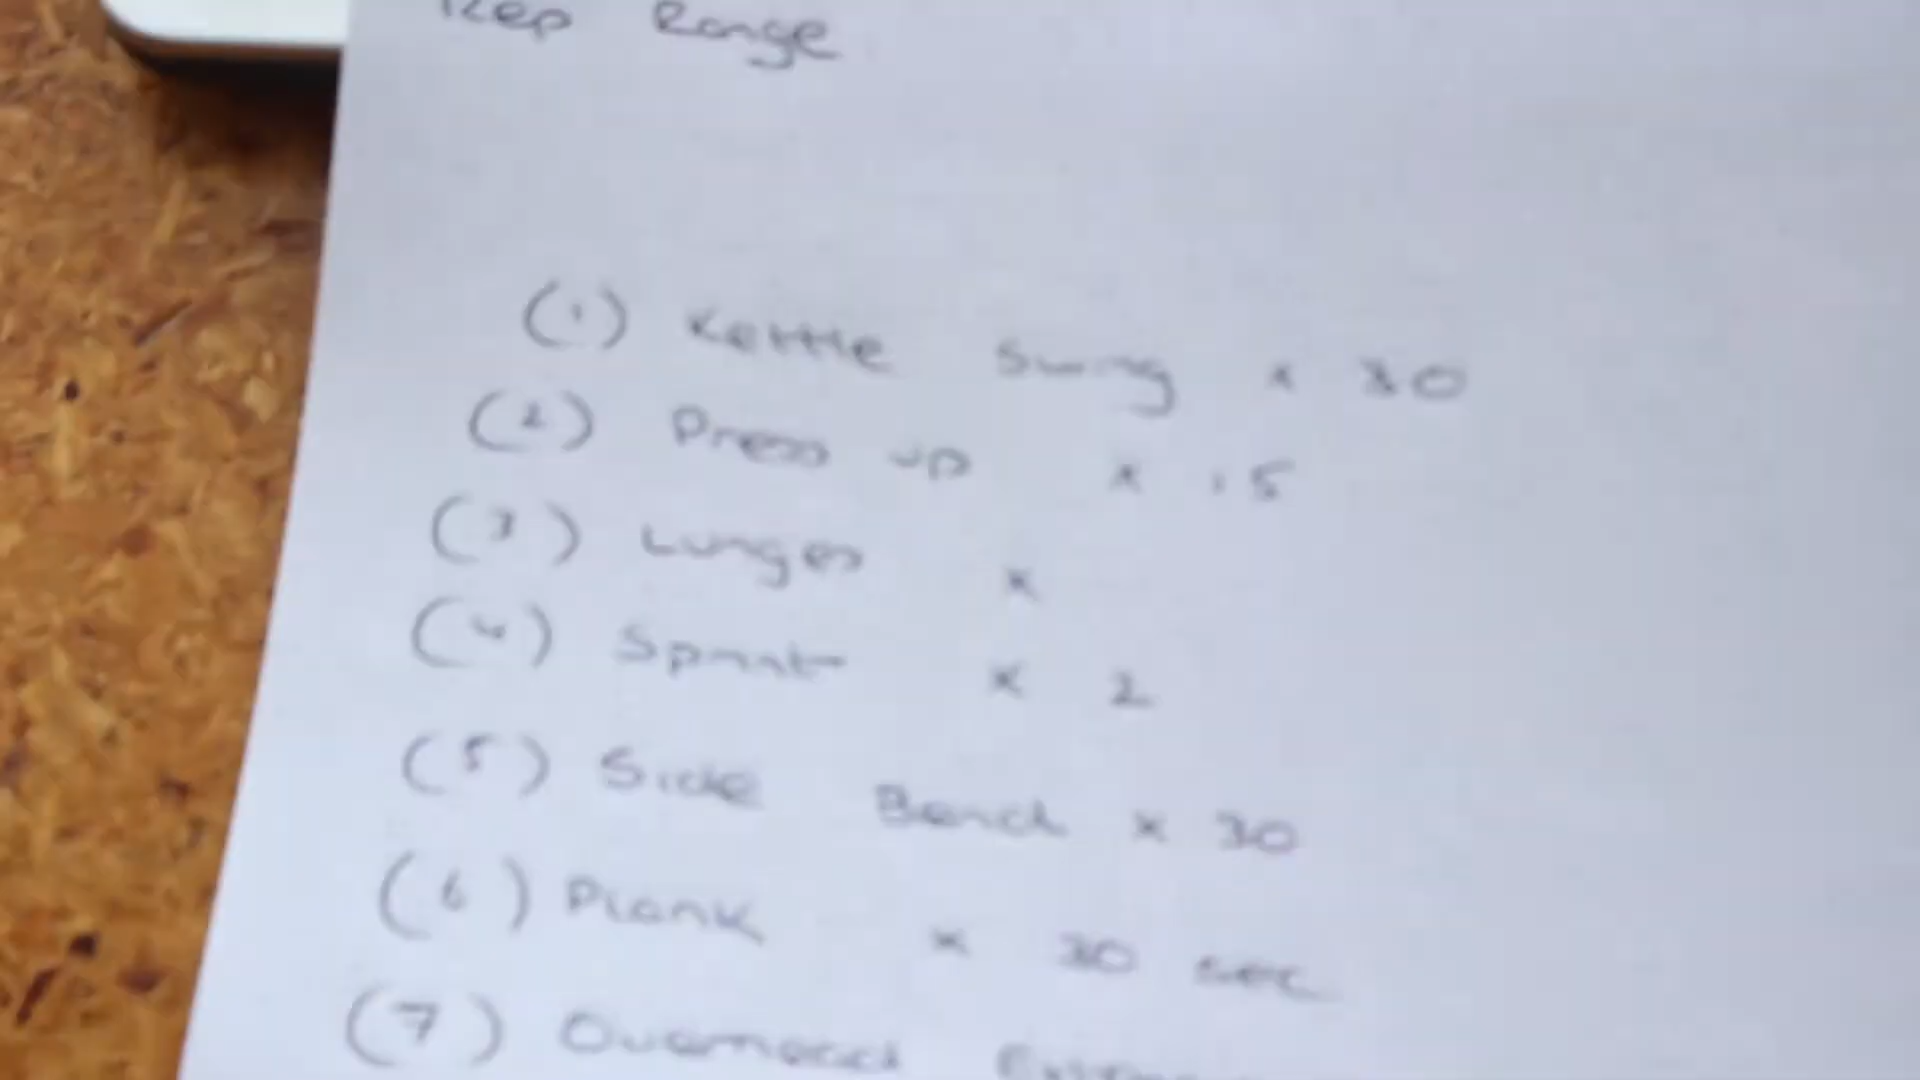 Rep Range
(1) Kettle Swing x 30
(2) Press up x 15
(3) Lunges x
(4) Sprint x 2
(5) Side Bend x 30
(6) Plank x 30 sec
(7) Overhead